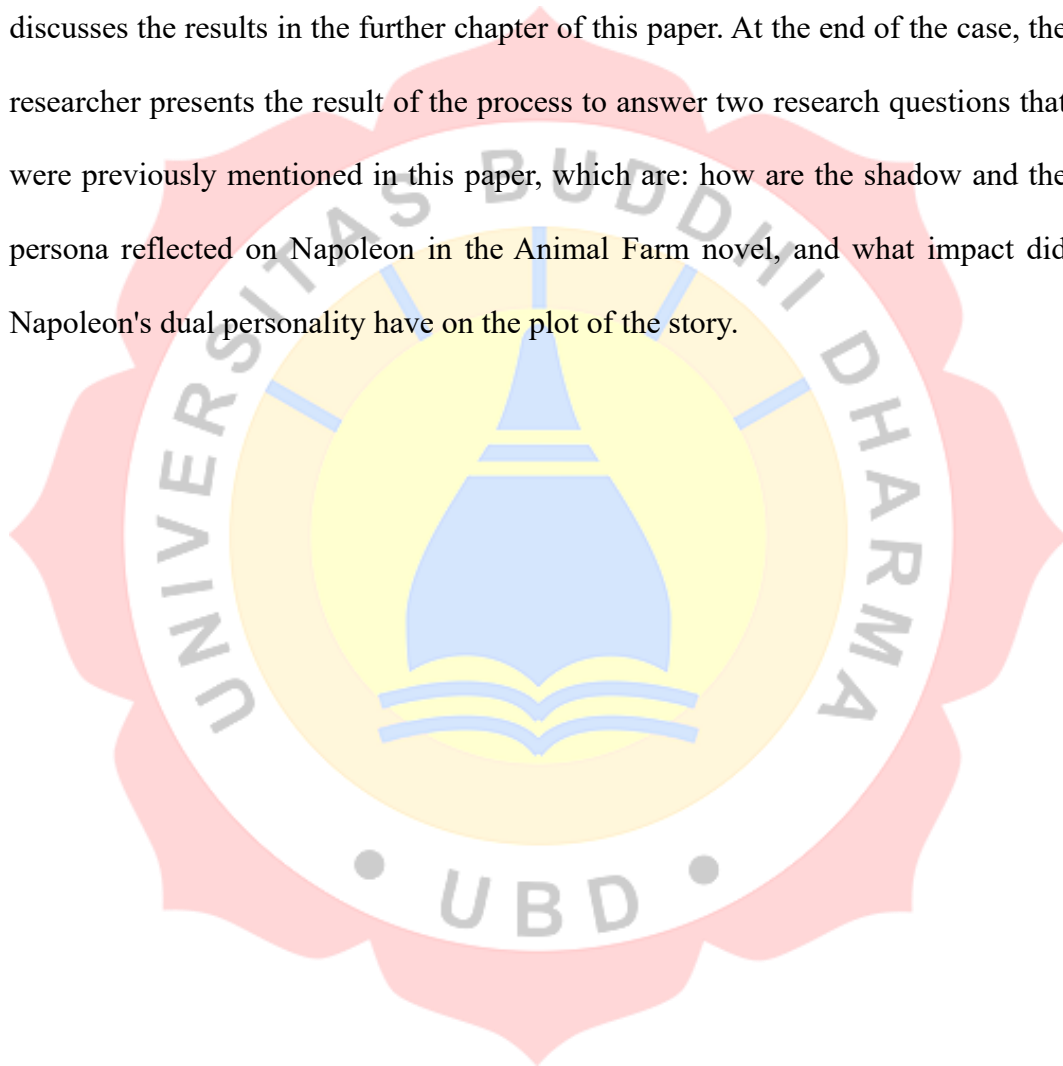 discusses the results in the further chapter of this paper. At the end of the case, the
researcher presents the result of the process to answer two research questions that
were previously mentioned in this paper, which are: how are the shadow and the
persona reflected on Napoleon in the Animal Farm novel, and what impact did
Napoleon's dual personality have on the plot of the story.
UNIVERSITAS BUDDHI DHARMA
• UBD •